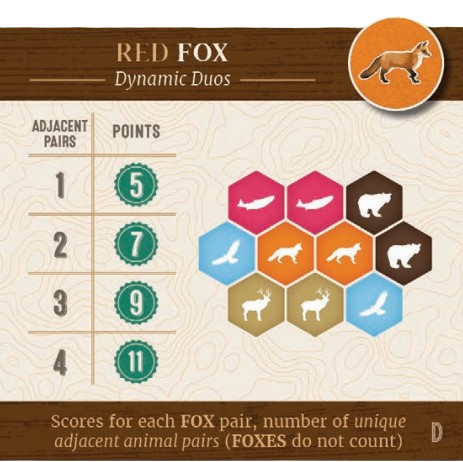 RED FOX
Dynamic Duos
ADJACENT PAIRS POINTS
1 5
2 7
3 9
4 11
Scores for each FOX pair, number of unique
adjacent animal pairs (FOXES do not count)
D